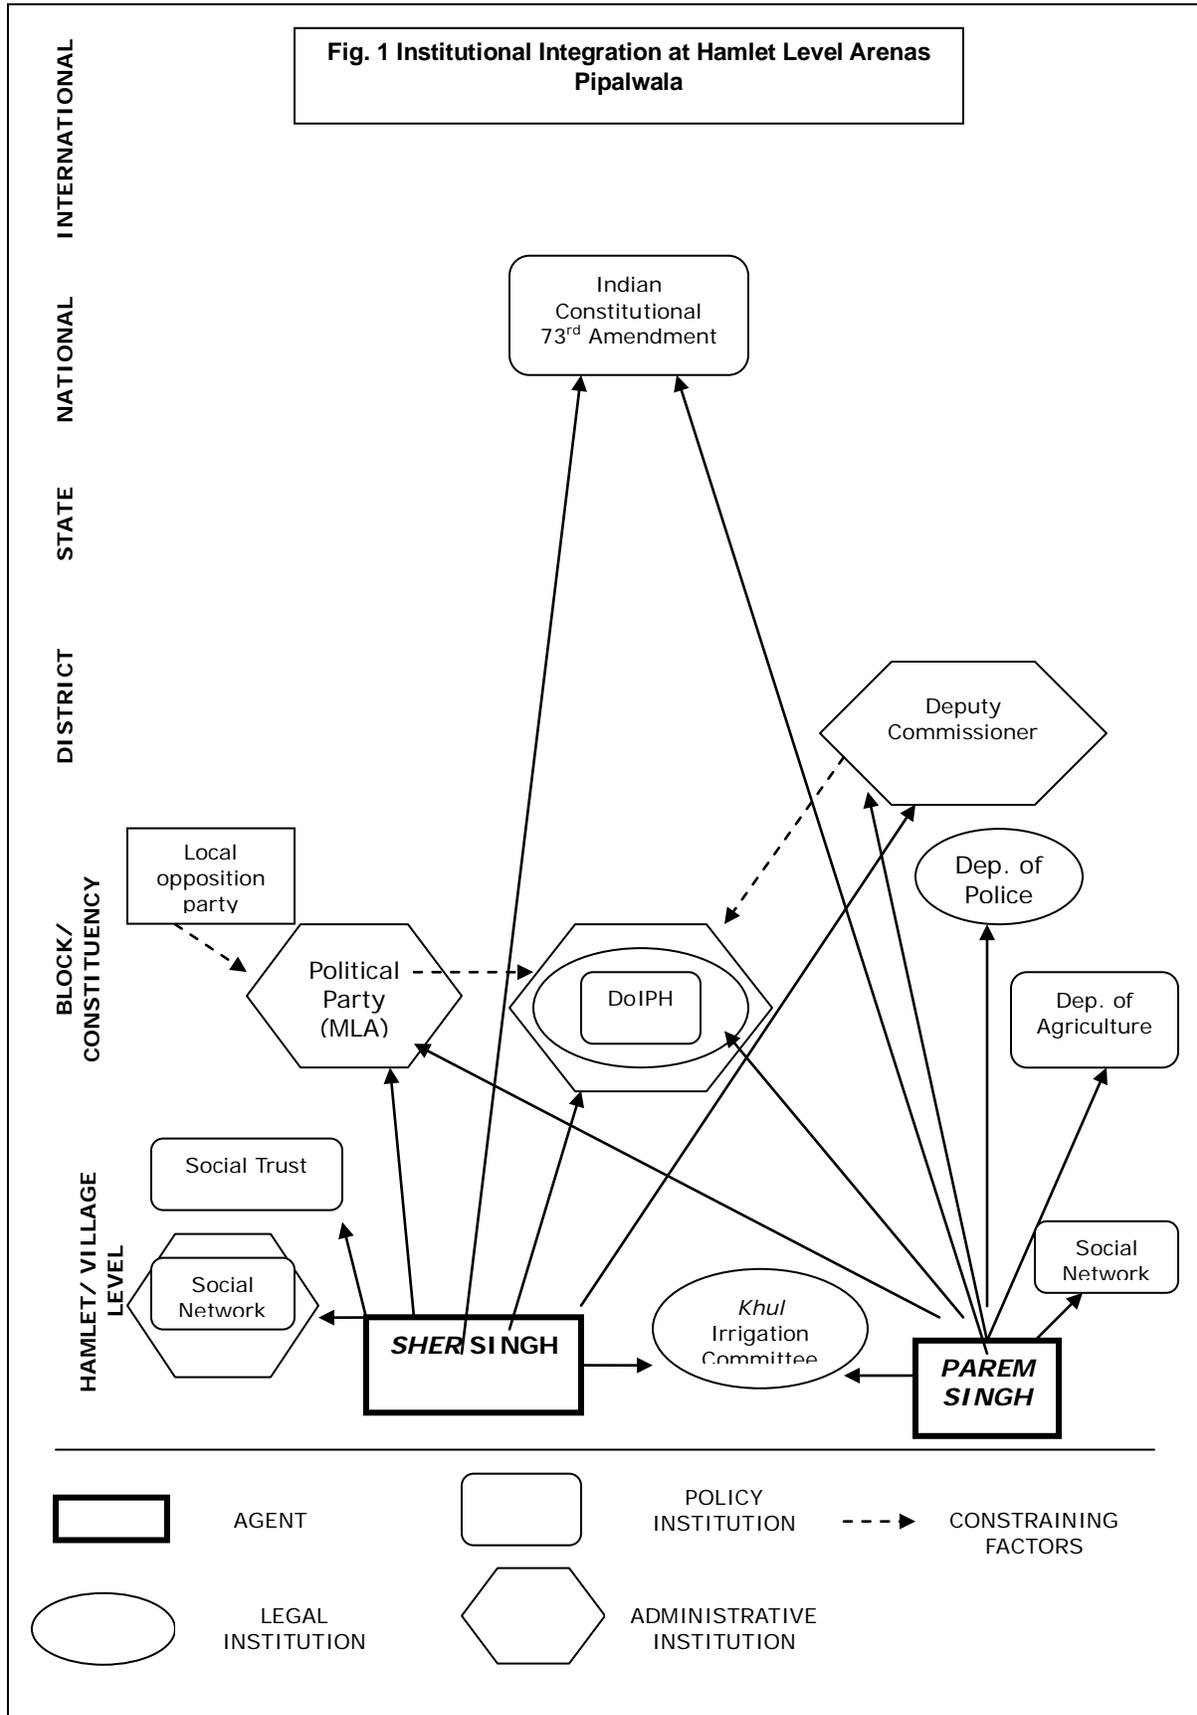 Fig. 1 Institutional Integration at Hamlet Level Arenas
Pipalwala
INTERNATIONAL
NATIONAL
STATE
DISTRICT
BLOCK/
CONSTITUENCY
HAMLET/VILLAGE
LEVEL
Indian
Constitutional
73rd Amendment
Deputy
Commissioner
Local
opposition
party
Dep. of
Police
Political
Party
(MLA)
DoIPH
Dep. of
Agriculture
Social Trust
Social
Network
Social
Network
SHER SINGH
Khul
Irrigation
Committee
PAREM
SINGH
AGENT
POLICY
INSTITUTION
CONSTRAINING
FACTORS
LEGAL
INSTITUTION
ADMINISTRATIVE
INSTITUTION